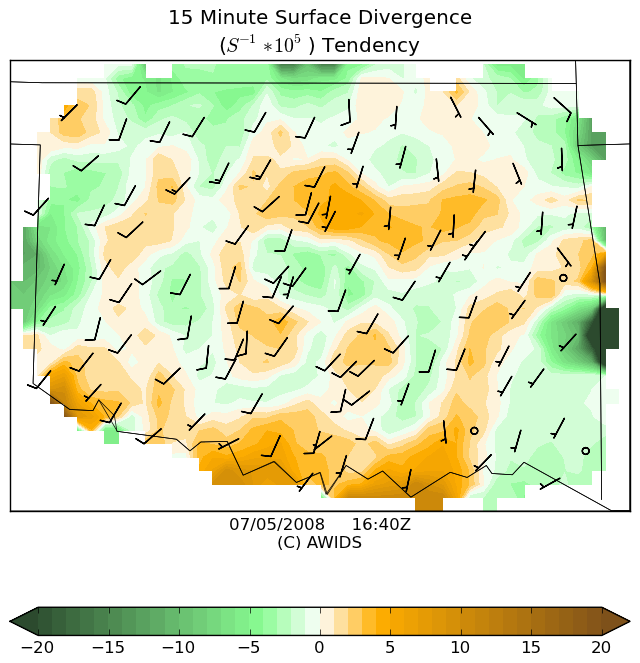 15 Minute Surface Divergence
(S⁻¹ *10⁵ ) Tendency
07/05/2008 16:40Z
(C) AWIDS
−20 −15 −10 −5 0 5 10 15 20